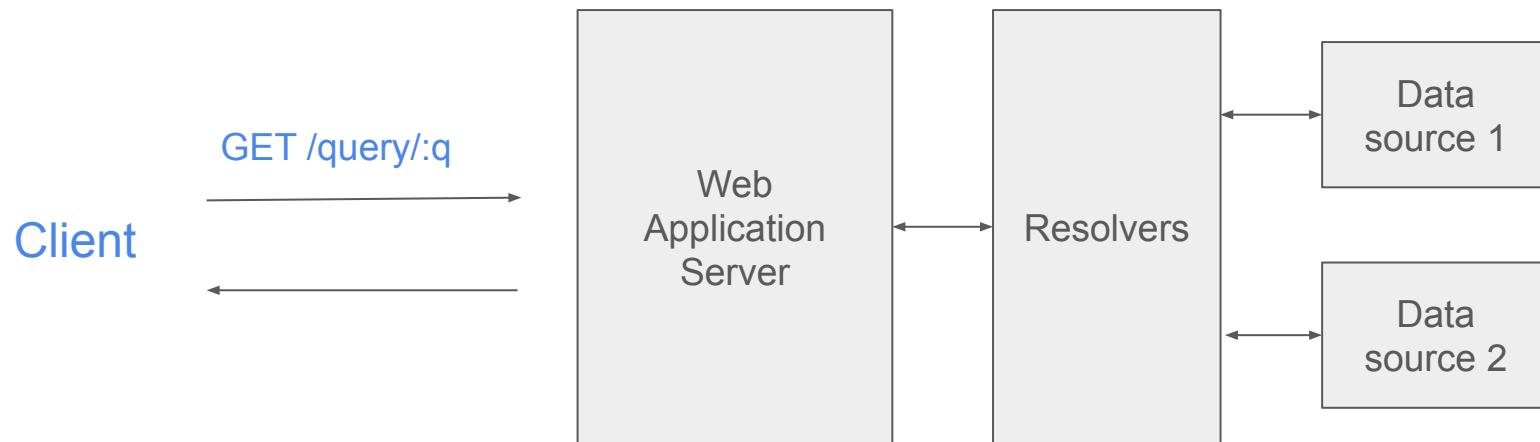 GET /query/:q
Client
Web
Application
Server
Resolvers
Data
source 1
Data
source 2